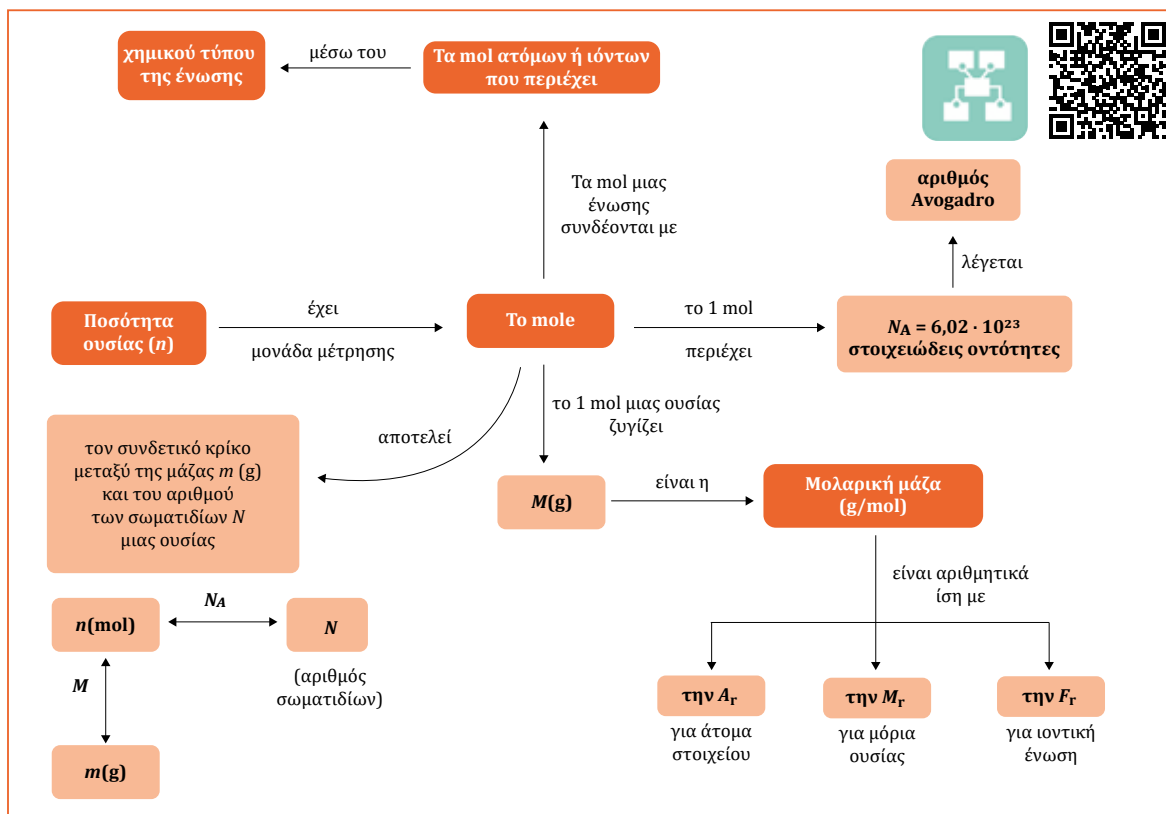 χημικού τύπου
της ένωσης
μέσω του
Τα mol ατόμων ή ιόντων
που περιέχει
Τα mol μιας
ένωσης
συνδέονται με
αριθμός
Avogadro
λέγεται
Ποσότητα
ουσίας (n)
έχει
μονάδα μέτρησης
Το mole
το 1 mol
περιέχει
NA = 6,02 · 10²³
στοιχειώδεις οντότητες
αποτελεί
τον συνδετικό κρίκο
μεταξύ της μάζας m (g)
και του αριθμού
των σωματιδίων N
μιας ουσίας
το 1 mol μιας ουσίας
ζυγίζει
M(g)
είναι η
Μολαρική μάζα
(g/mol)
είναι αριθμητικά
ίση με
n(mol)
NA
N
(αριθμός
σωματιδίων)
M
m(g)
την Ar
για άτομα
στοιχείου
την Mr
για μόρια
ουσίας
την Fr
για ιοντική
ένωση